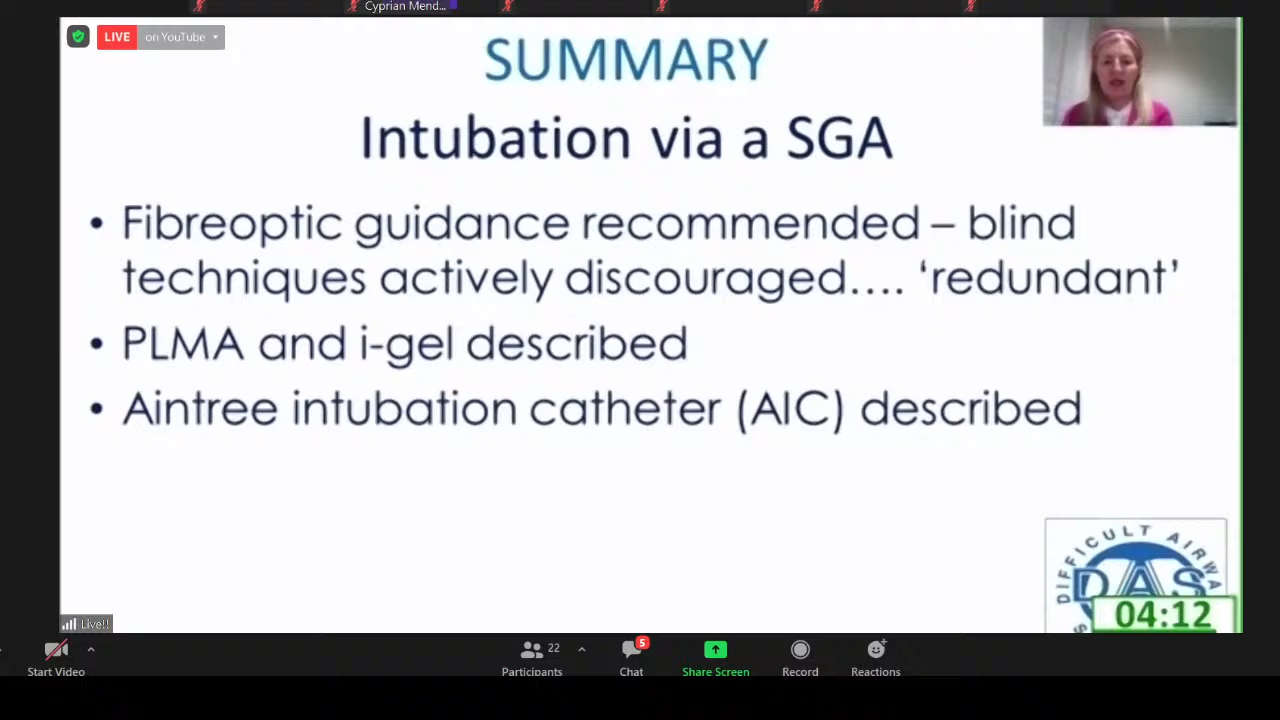 Cyprian Mend...
LIVE on YouTube
SUMMARY
Intubation via a SGA
• Fibreoptic guidance recommended – blind
techniques actively discouraged.... ‘redundant’
• PLMA and i-gel described
• Aintree intubation catheter (AIC) described
DIFFICULT AIRWA
DAS
S
04:12
Live!!
Start Video
22
Participants
5
Chat
Share Screen
Record
Reactions